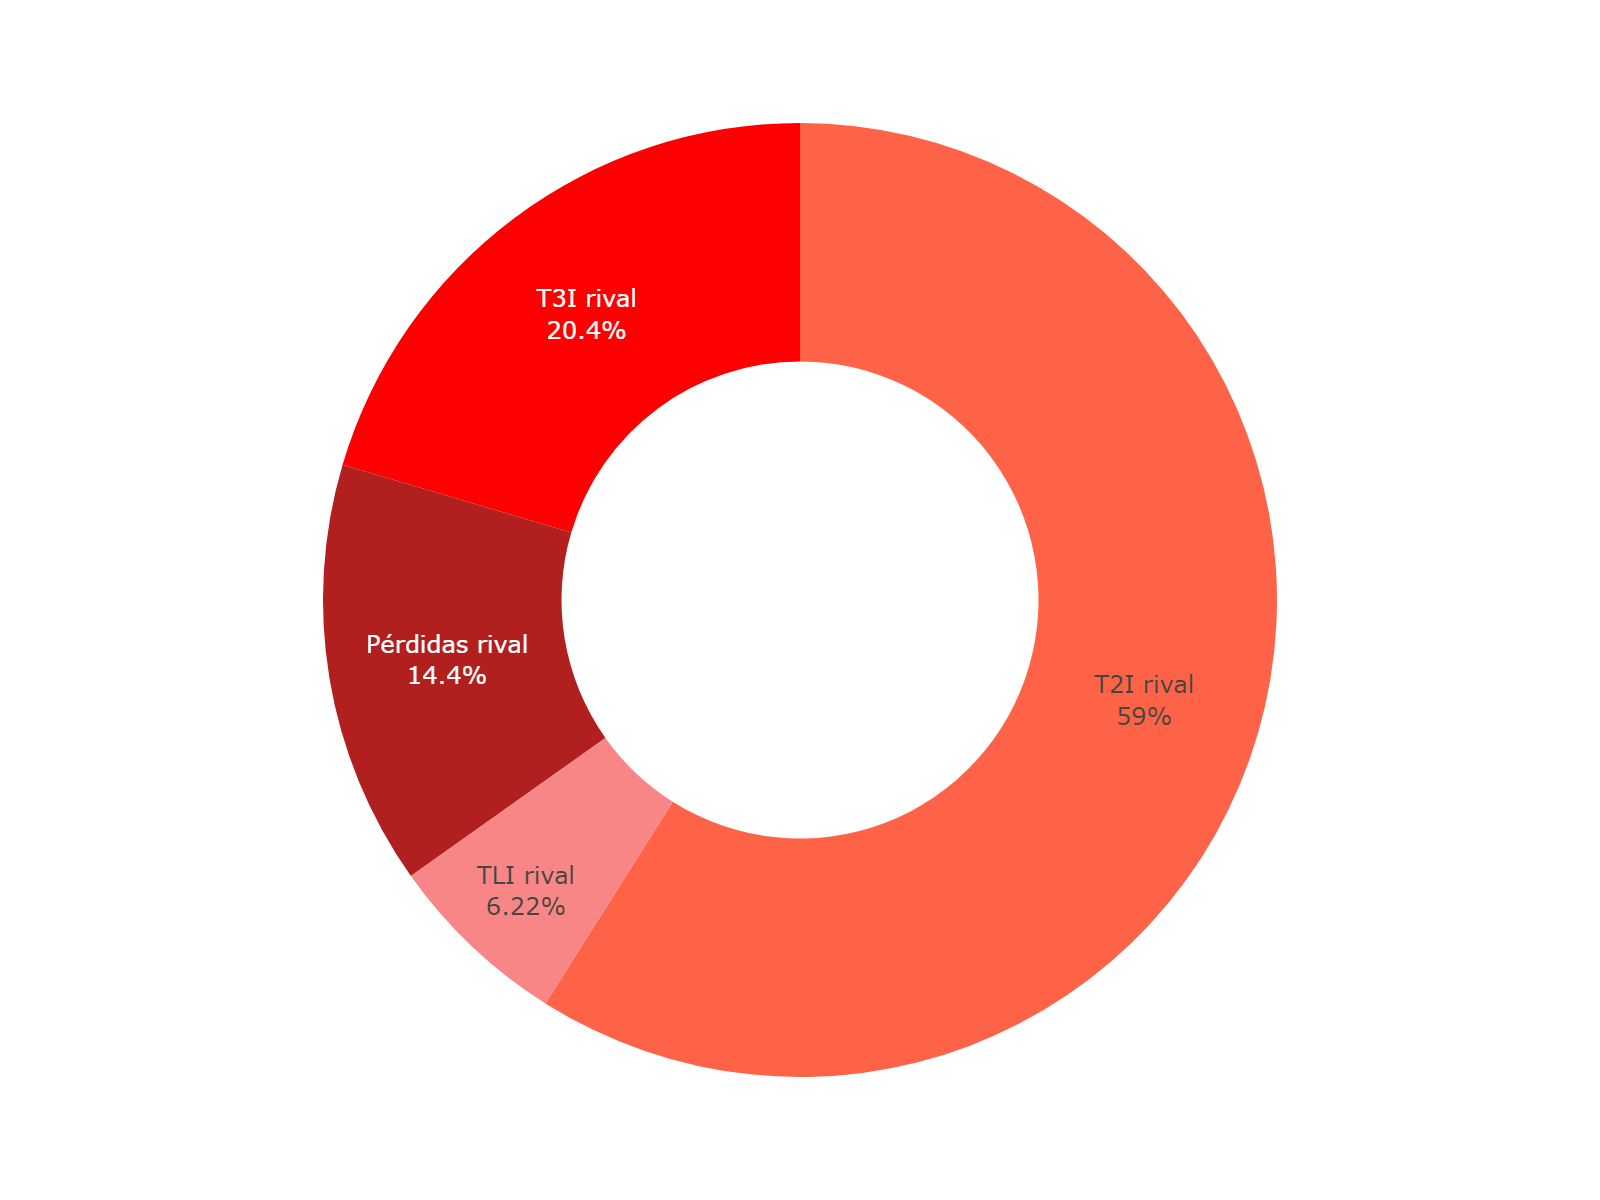 T3I rival
20.4%
Pérdidas rival
14.4%
T2I rival
59%
TLI rival
6.22%